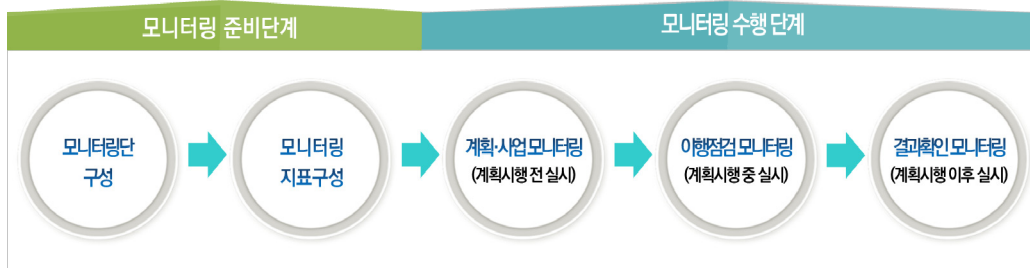 모니터링 준비단계
모니터링 수행 단계
모니터링단
구성
모니터링
지표구성
계획·사업 모니터링
(계획시행 전 실시)
이행점검 모니터링
(계획시행 중 실시)
결과확인 모니터링
(계획시행 이후 실시)